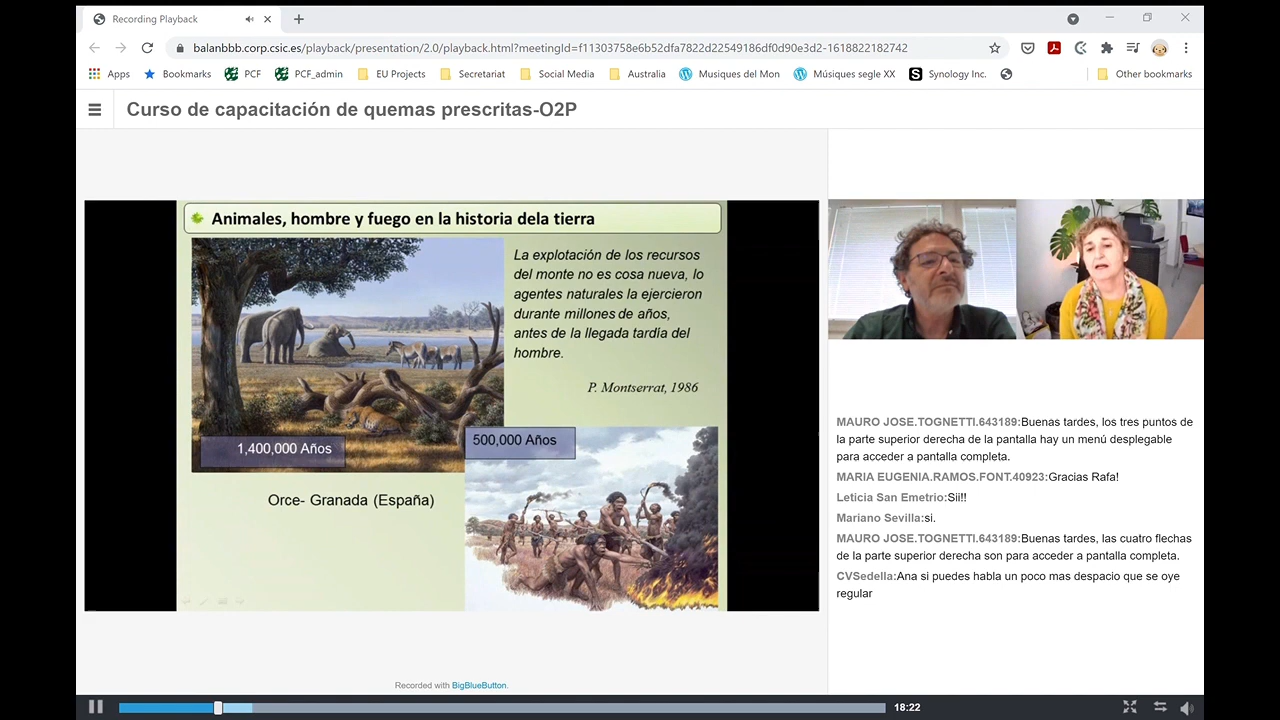 Recording Playback
balanbbb.corp.csic.es/playback/presentation/2.0/playback.html?meetingId=f11303758e6b52dfa7822d22549186df0d90e3d2-1618822182742
Apps Bookmarks PCF PCF_admin EU Projects Secretariat Social Media Australia Musiques del Mon Músiques segle XX Synology Inc. Other bookmarks
Curso de capacitación de quemas prescritas-O2P
Animales, hombre y fuego en la historia dela tierra
La explotación de los recursos
del monte no es cosa nueva, lo
agentes naturales la ejercieron
durante millones de años,
antes de la llegada tardía del
hombre.
P. Montserrat, 1986
1,400,000 Años
500,000 Años
Orce- Granada (España)
MAURO JOSE.TOGNETTI.643189:Buenas tardes, los tres puntos de
la parte superior derecha de la pantalla hay un menú desplegable
para acceder a pantalla completa.
MARIA EUGENIA.RAMOS.FONT.40923:Gracias Rafa!
Leticia San Emetrio:Sii!!
Mariano Sevilla:si.
MAURO JOSE.TOGNETTI.643189:Buenas tardes, las cuatro flechas
de la parte superior derecha son para acceder a pantalla completa.
CVSedella:Ana si puedes habla un poco mas despacio que se oye
regular
Recorded with BigBlueButton.
18:22